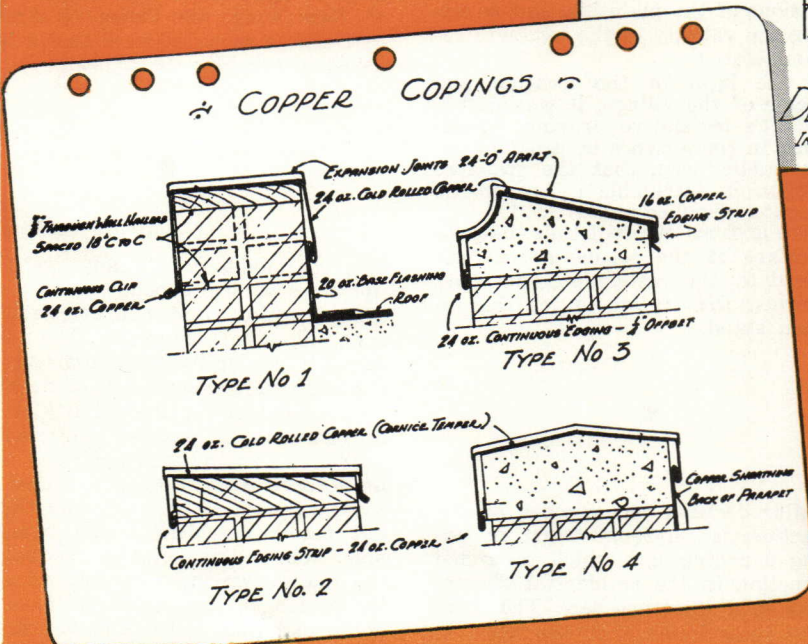 COPPER COPINGS
EXPANSION JOINTS 24'-0" APART
24 OZ. COLD ROLLED COPPER
THROUGH WALL NAILERS
SPACED 18" C TO C
CONTINUOUS CLIP
24 OZ. COPPER
20 OZ. BASE FLASHING
ROOF
TYPE No 1
16 OZ. COPPER
EDGING STRIP
24 OZ. CONTINUOUS EDGING - 1/2" OFFSET
TYPE No 3
24 OZ. COLD ROLLED COPPER (CORNICE TEMPER)
CONTINUOUS EDGING STRIP - 24 OZ. COPPER
TYPE No. 2
COPPER SHEATHING
BACK OF PARAPET
TYPE No 4